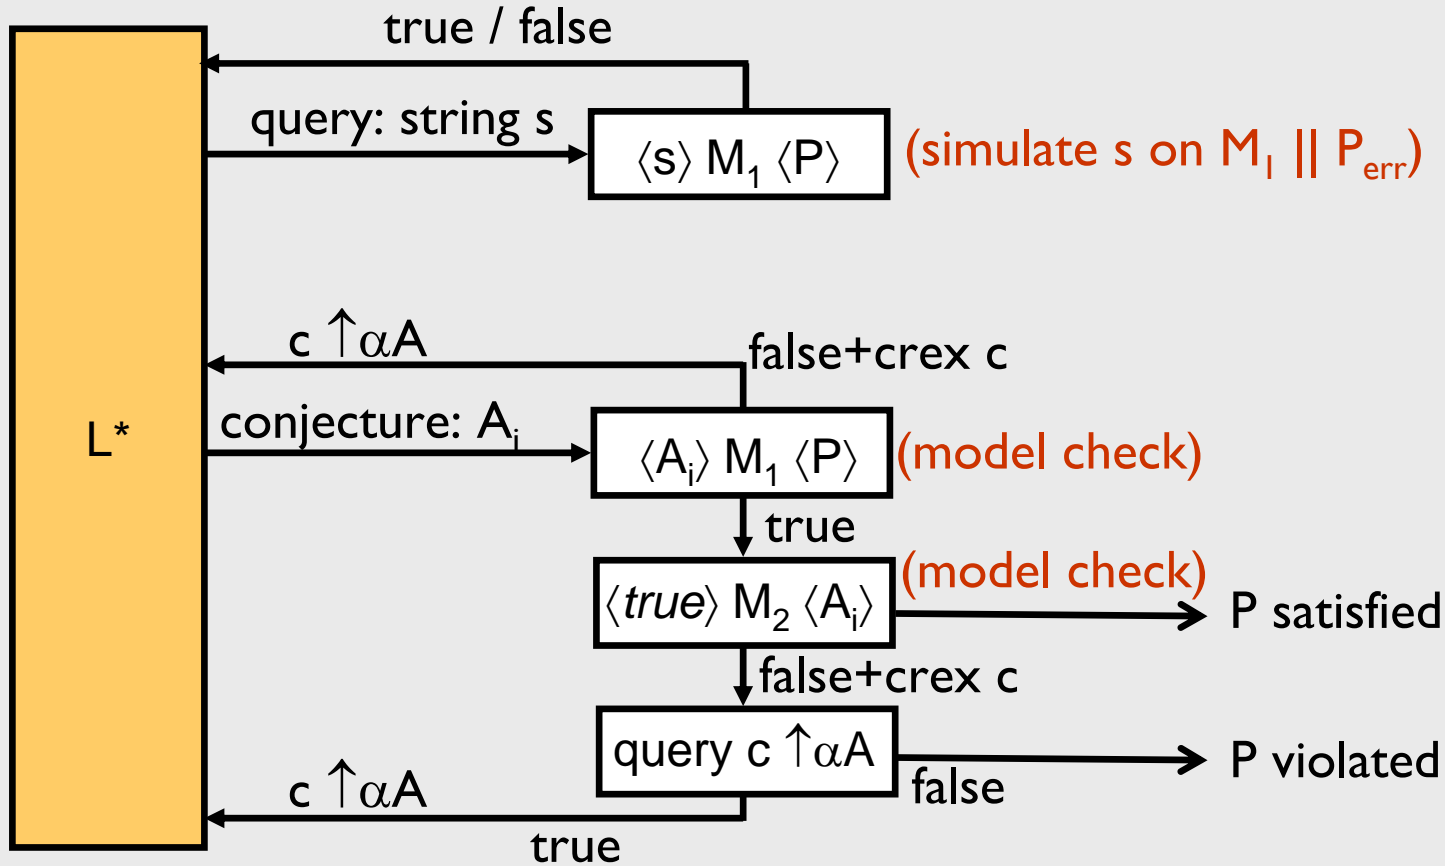 true / false
query: string s
⟨s⟩ M₁ ⟨P⟩
(simulate s on M₁ || P_err)
c ↑αA
false+crex c
L*
conjecture: Aᵢ
⟨Aᵢ⟩ M₁ ⟨P⟩
(model check)
true
(model check)
⟨true⟩ M₂ ⟨Aᵢ⟩
P satisfied
false+crex c
query c ↑αA
P violated
false
c ↑αA
true